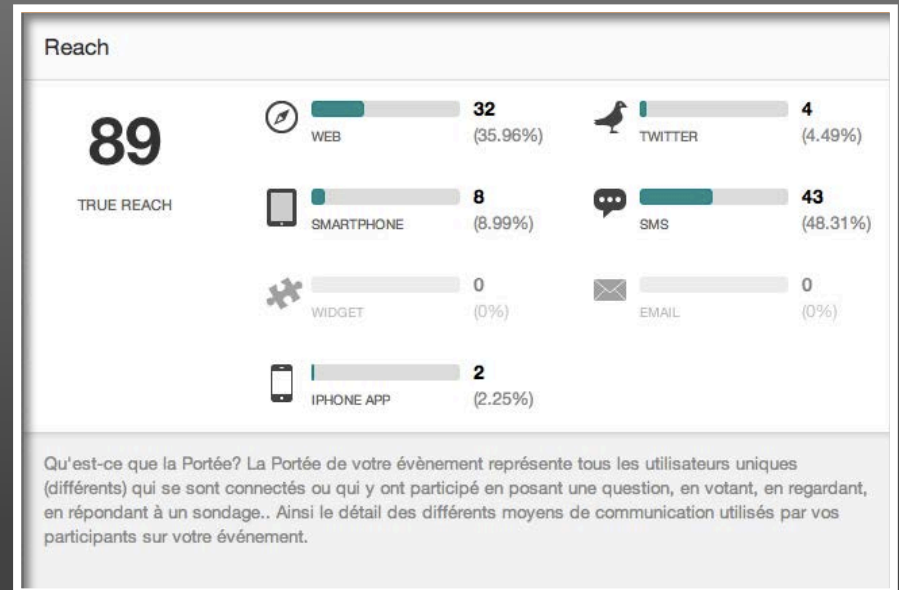 Reach
89
TRUE REACH
WEB
32
(35.96%)
TWITTER
4
(4.49%)
SMARTPHONE
8
(8.99%)
SMS
43
(48.31%)
WIDGET
0
(0%)
EMAIL
0
(0%)
IPHONE APP
2
(2.25%)
Qu'est-ce que la Portée? La Portée de votre évènement représente tous les utilisateurs uniques
(différents) qui se sont connectés ou qui y ont participé en posant une question, en votant, en regardant,
en répondant à un sondage.. Ainsi le détail des différents moyens de communication utilisés par vos
participants sur votre événement.